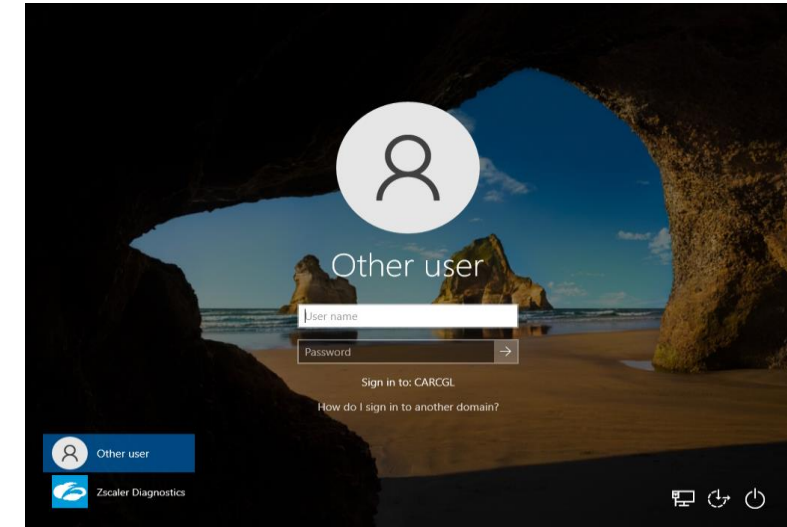 Other user
User name
Password
Sign in to: CARCGL
How do I sign in to another domain?
Other user
Zscaler Diagnostics